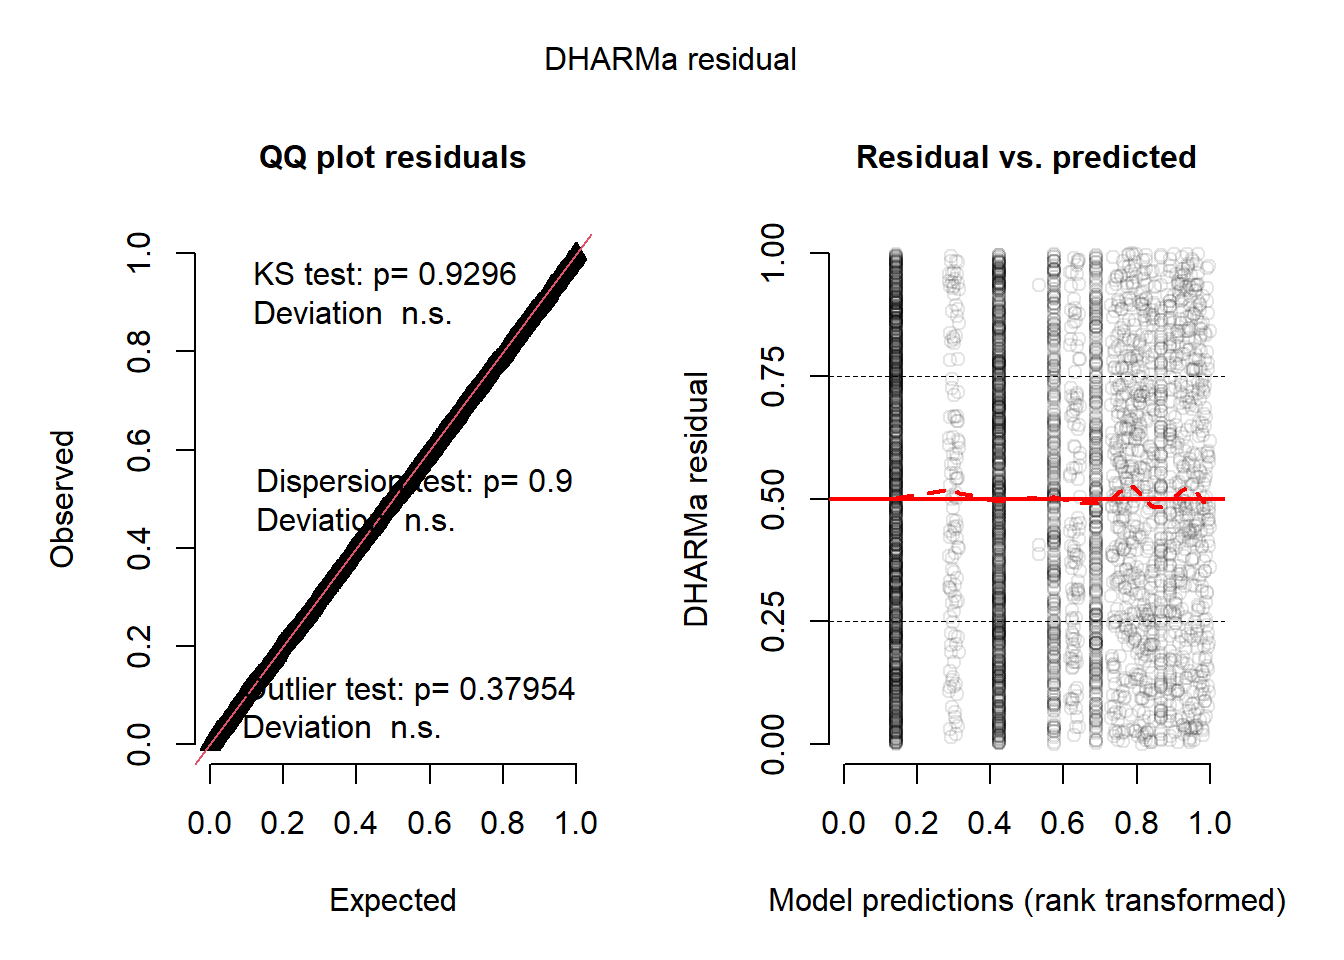 DHARMa residual
QQ plot residuals
KS test: p= 0.9296
Deviation  n.s.
Dispersion test: p= 0.9
Deviation  n.s.
Outlier test: p= 0.37954
Deviation  n.s.
Observed
0.0 0.2 0.4 0.6 0.8 1.0
0.0 0.2 0.4 0.6 0.8 1.0
Expected
Residual vs. predicted
DHARMa residual
0.00 0.25 0.50 0.75 1.00
0.0 0.2 0.4 0.6 0.8 1.0
Model predictions (rank transformed)